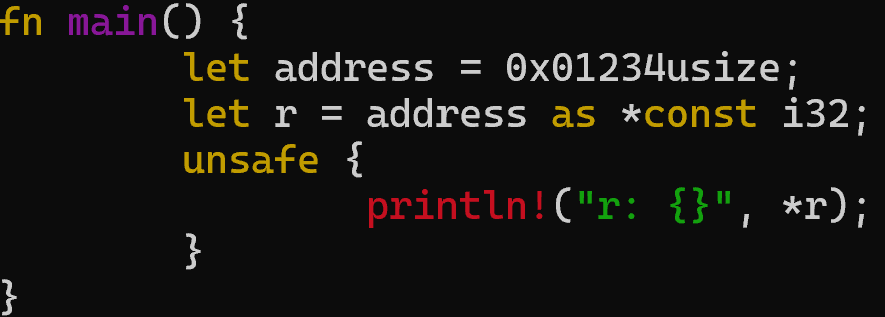 fn main() {
        let address = 0x01234usize;
        let r = address as *const i32;
        unsafe {
                println!("r: {}", *r);
        }
}